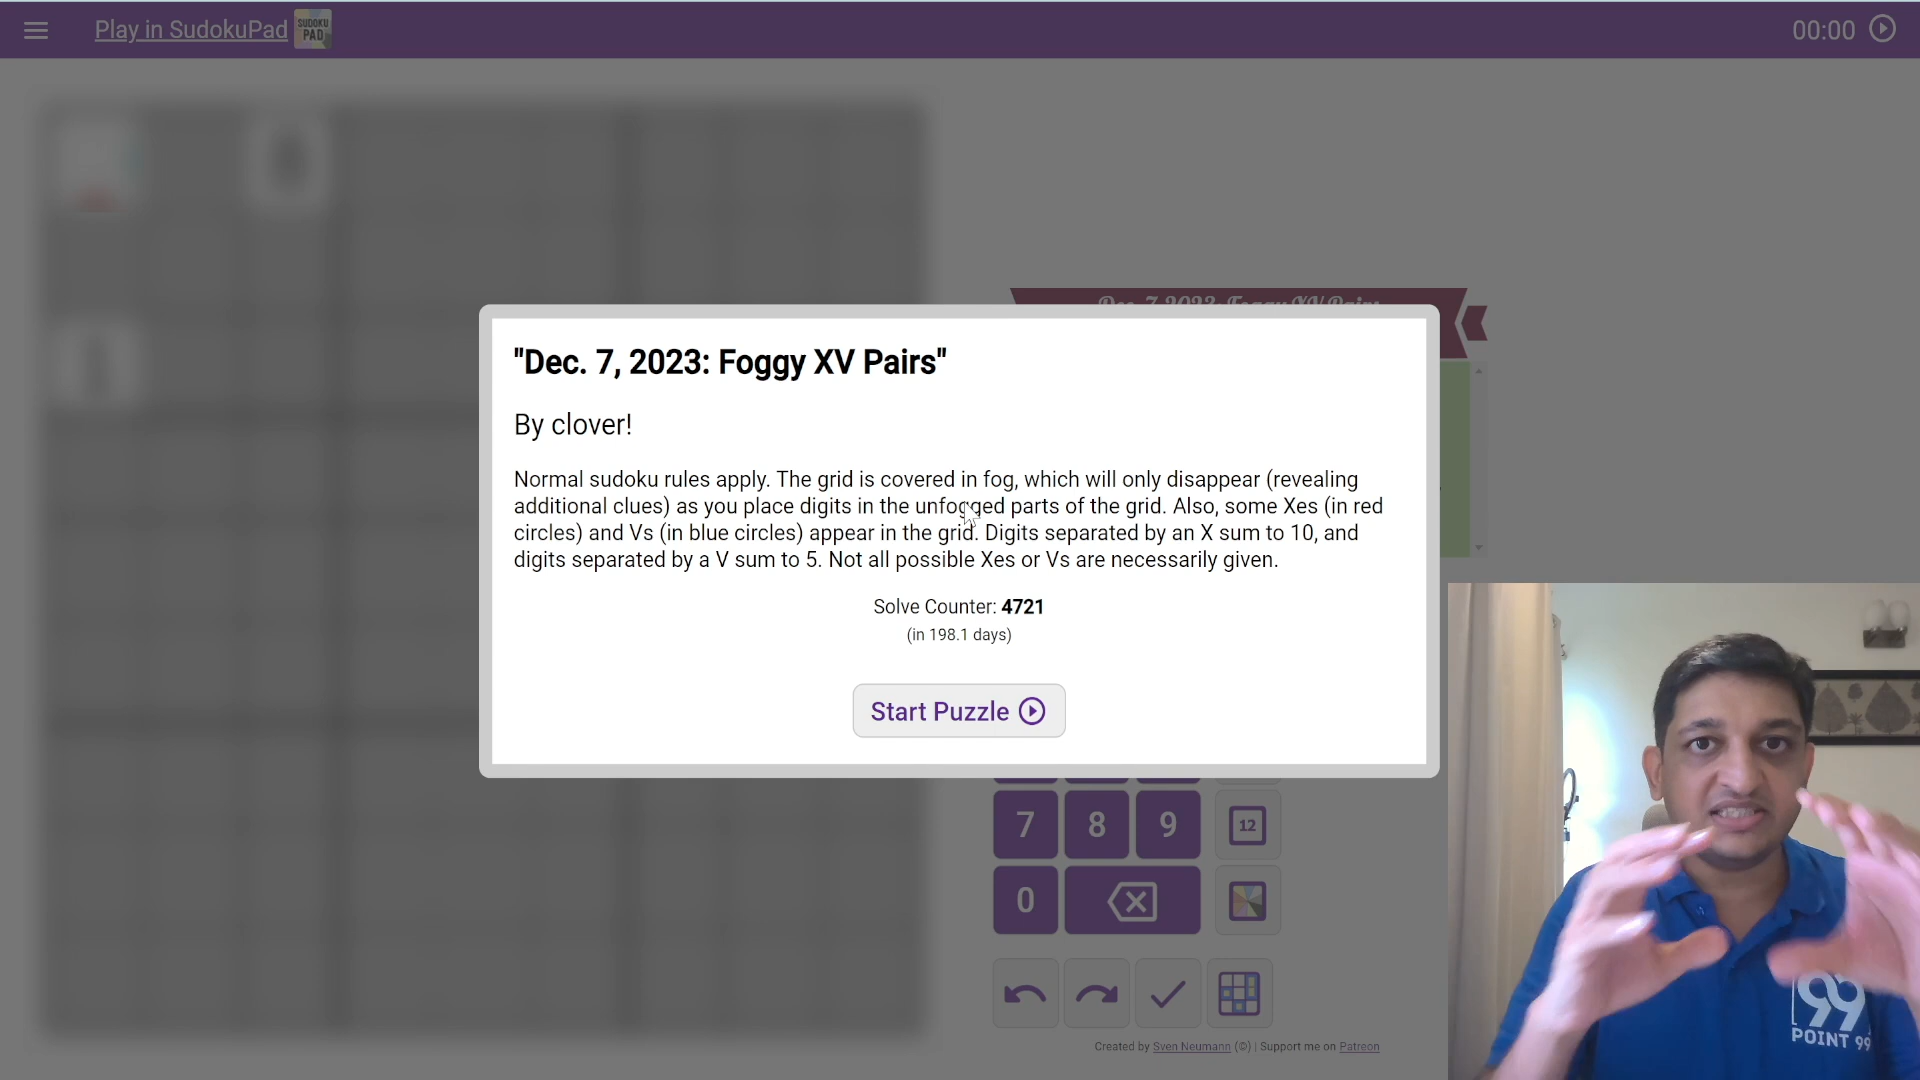 Play in SudokuPad
SUDOKU
PAD
00:00
"Dec. 7, 2023: Foggy XV Pairs"
By clover!
Normal sudoku rules apply. The grid is covered in fog, which will only disappear (revealing
additional clues) as you place digits in the unfogged parts of the grid. Also, some Xes (in red
circles) and Vs (in blue circles) appear in the grid. Digits separated by an X sum to 10, and
digits separated by a V sum to 5. Not all possible Xes or Vs are necessarily given.
Solve Counter: 4721
(in 198.1 days)
Start Puzzle
7 8 9 12
0
Created by Sven Neumann (©) | Support me on Patreon
99
POINT 99